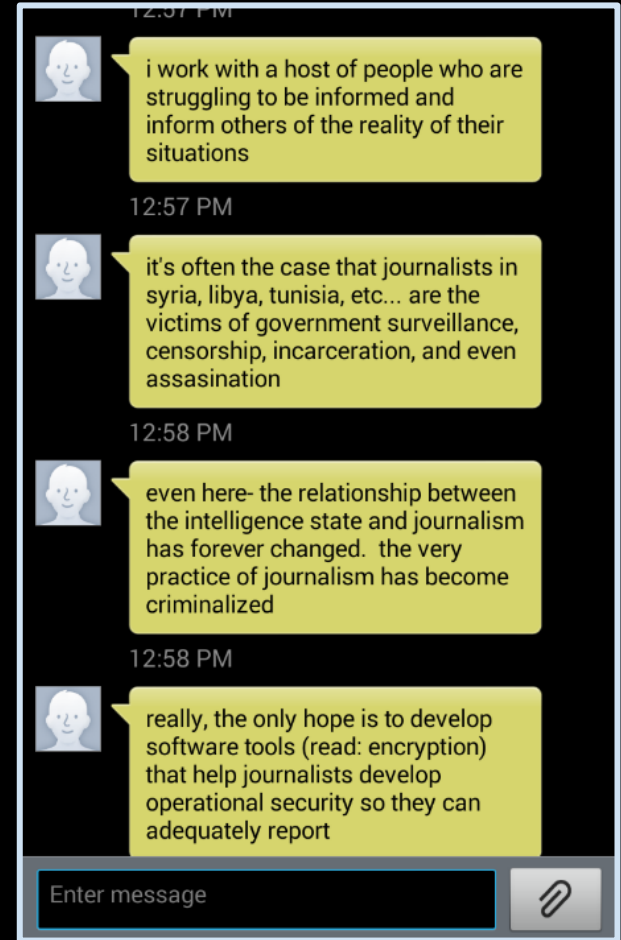 12:57 PM
i work with a host of people who are
struggling to be informed and
inform others of the reality of their
situations
12:57 PM
it's often the case that journalists in
syria, libya, tunisia, etc... are the
victims of government surveillance,
censorship, incarceration, and even
assasination
12:58 PM
even here- the relationship between
the intelligence state and journalism
has forever changed.  the very
practice of journalism has become
criminalized
12:58 PM
really, the only hope is to develop
software tools (read: encryption)
that help journalists develop
operational security so they can
adequately report
Enter message